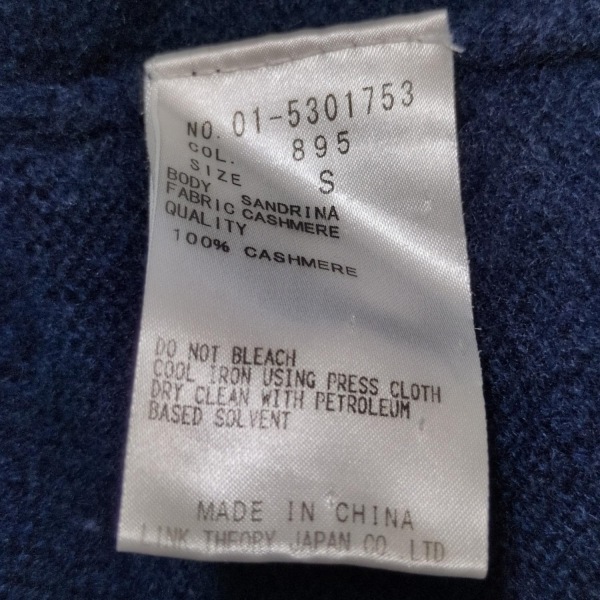 NO. 01-5301753
COL. 895
SIZE S
BODY SANDRINA
FABRIC CASHMERE
QUALITY
100% CASHMERE
DO NOT BLEACH
COOL IRON USING PRESS CLOTH
DRY CLEAN WITH PETROLEUM
BASED SOLVENT
MADE IN CHINA
LINK THEORY JAPAN CO. LTD